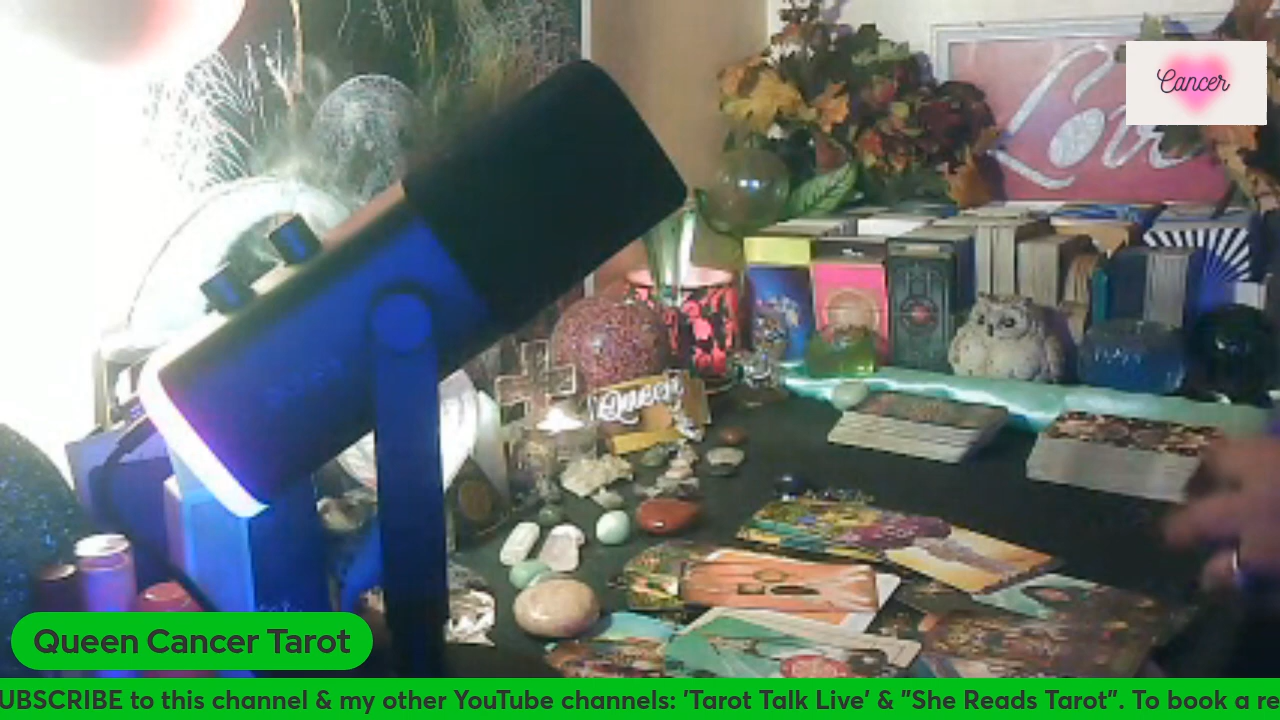 Cancer
Love
Queen
Queen Cancer Tarot
UBSCRIBE to this channel & my other YouTube channels: 'Tarot Talk Live' & "She Reads Tarot". To book a re